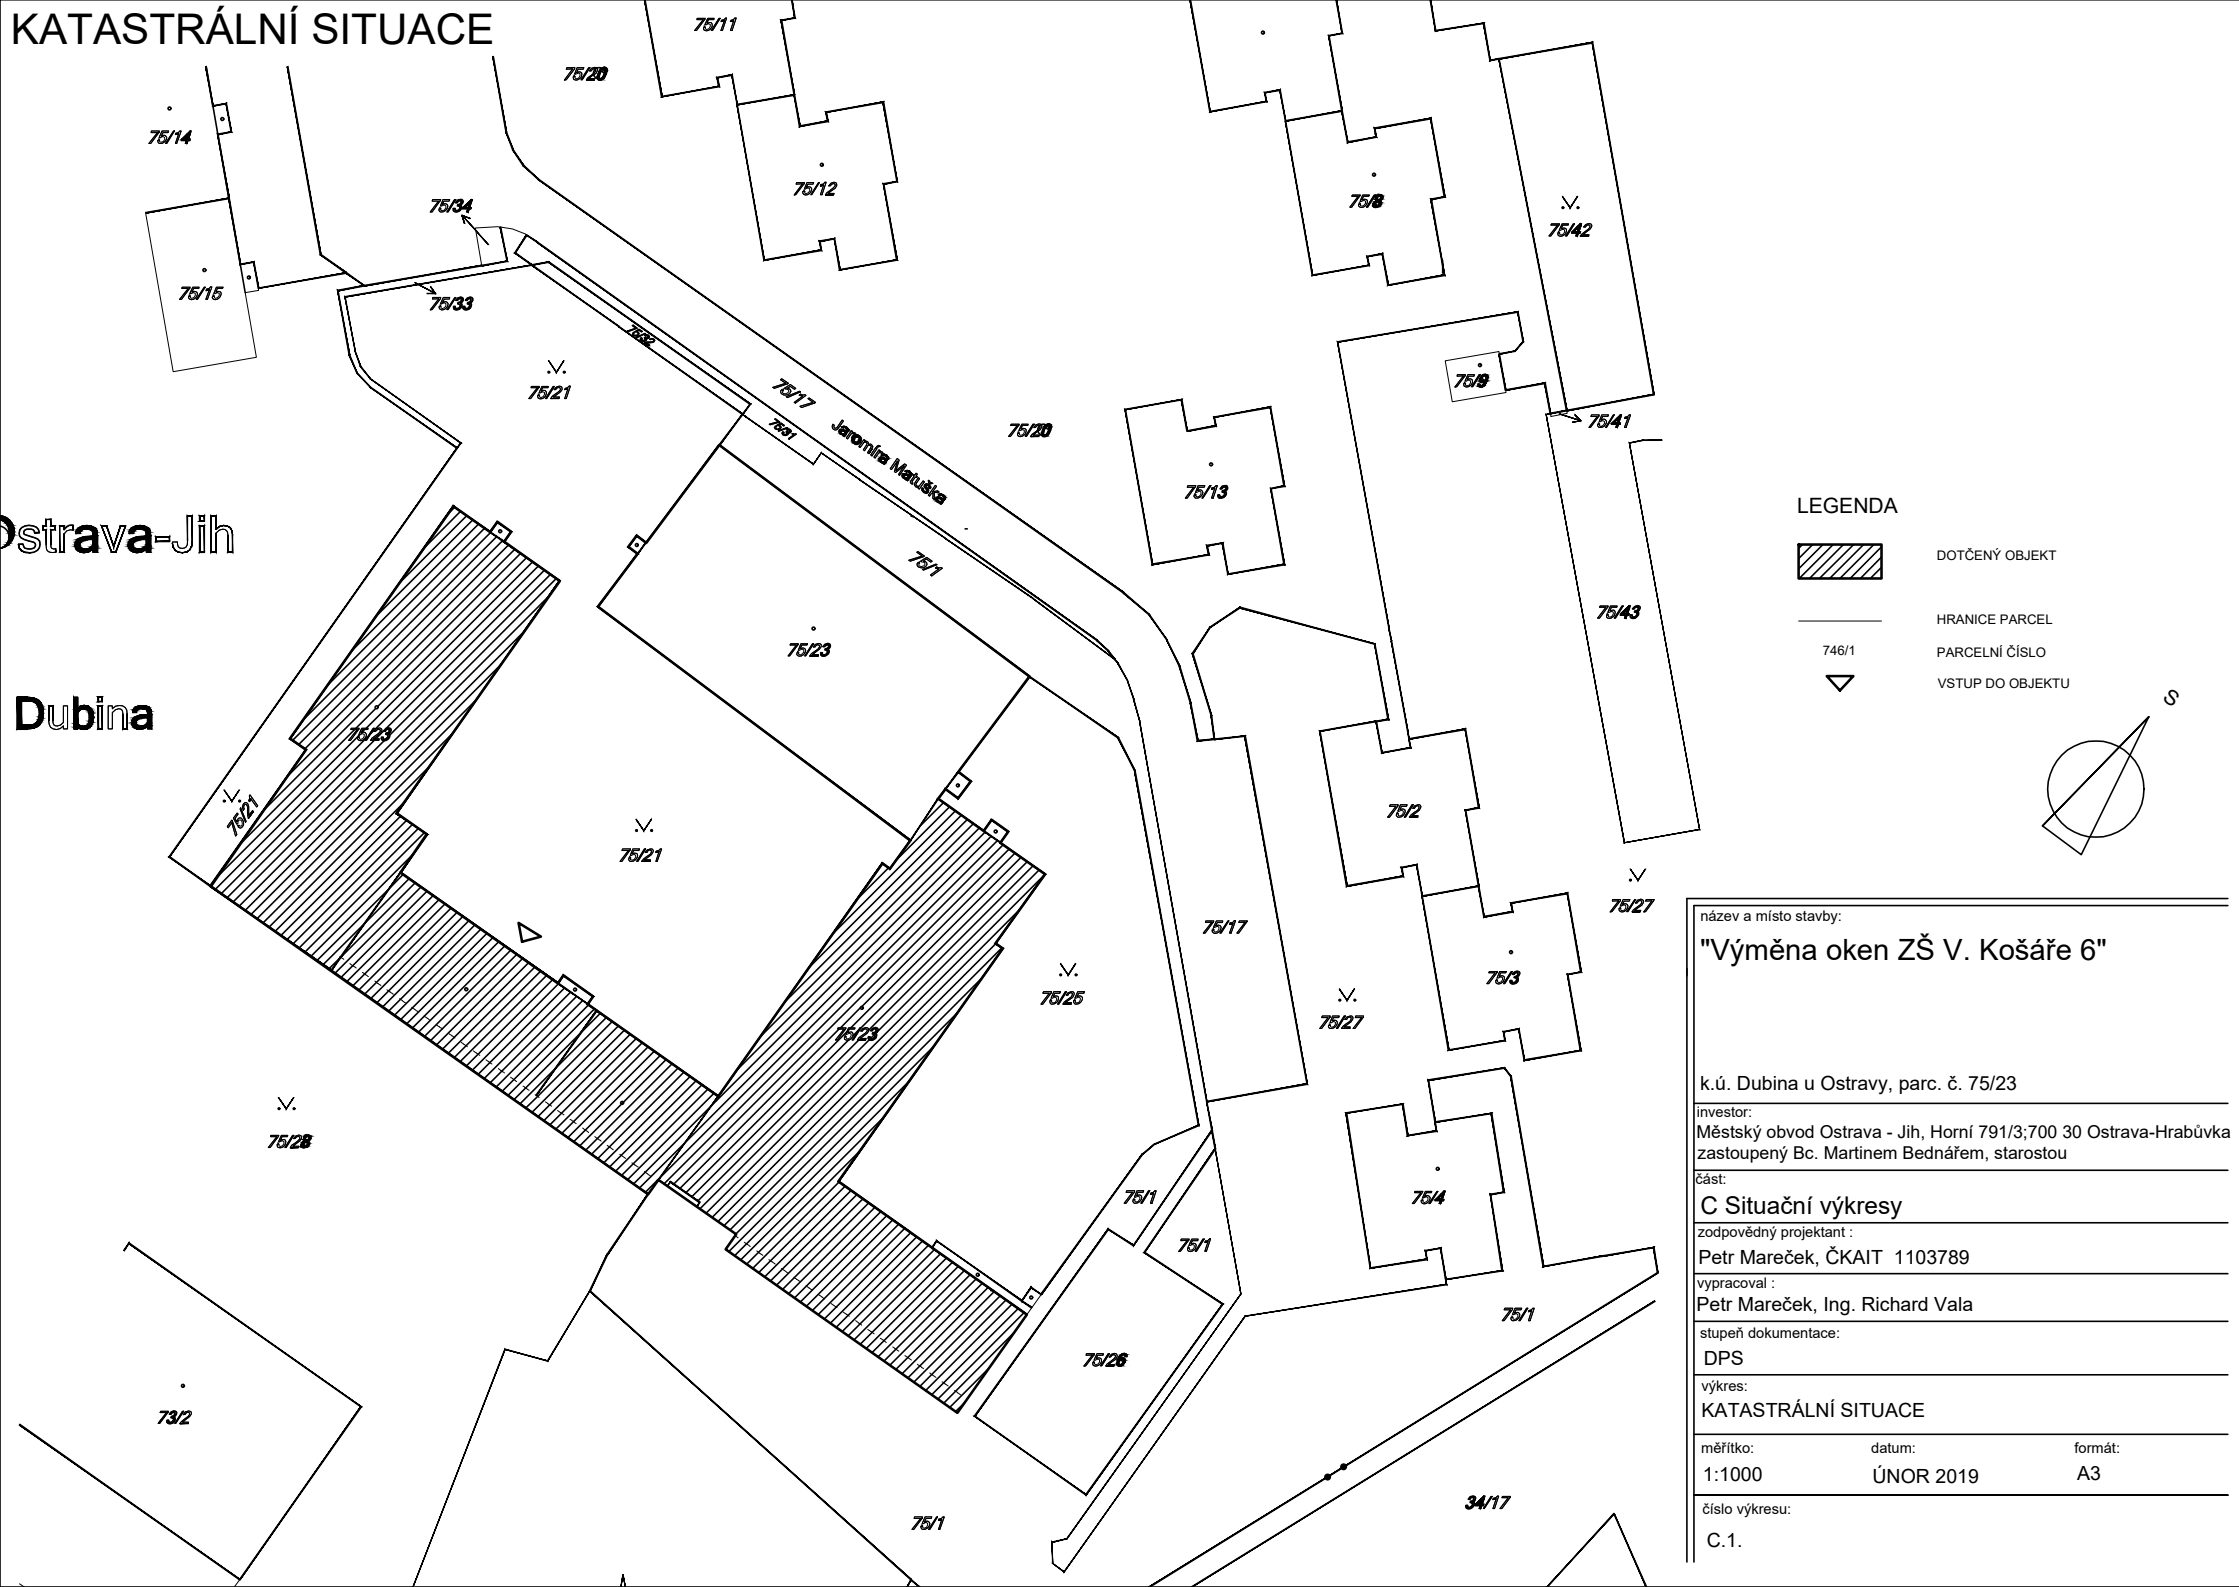 KATASTRÁLNÍ SITUACE
75/11
75/20
75/14
75/12
75/34
75/8
75/42
75/15
75/33
75/32
75/21
75/17
75/9
75/31
Jaromíra Matuška
75/20
75/41
75/13
Ostrava-Jih
75/1
75/43
75/23
Dubina
75/23
75/21
75/21
75/2
75/27
75/17
75/3
75/25
75/27
75/23
75/28
75/1
75/4
75/1
75/1
75/26
73/2
34/17
75/1
LEGENDA
DOTČENÝ OBJEKT
HRANICE PARCEL
746/1 PARCELNÍ ČÍSLO
VSTUP DO OBJEKTU
S
název a místo stavby:
"Výměna oken ZŠ V. Košáře 6"
k.ú. Dubina u Ostravy, parc. č. 75/23
investor:
Městský obvod Ostrava - Jih, Horní 791/3;700 30 Ostrava-Hrabůvka
zastoupený Bc. Martinem Bednářem, starostou
část:
C Situační výkresy
zodpovědný projektant :
Petr Mareček, ČKAIT 1103789
vypracoval :
Petr Mareček, Ing. Richard Vala
stupeň dokumentace:
DPS
výkres:
KATASTRÁLNÍ SITUACE
měřítko: datum: formát:
1:1000 ÚNOR 2019 A3
číslo výkresu:
C.1.